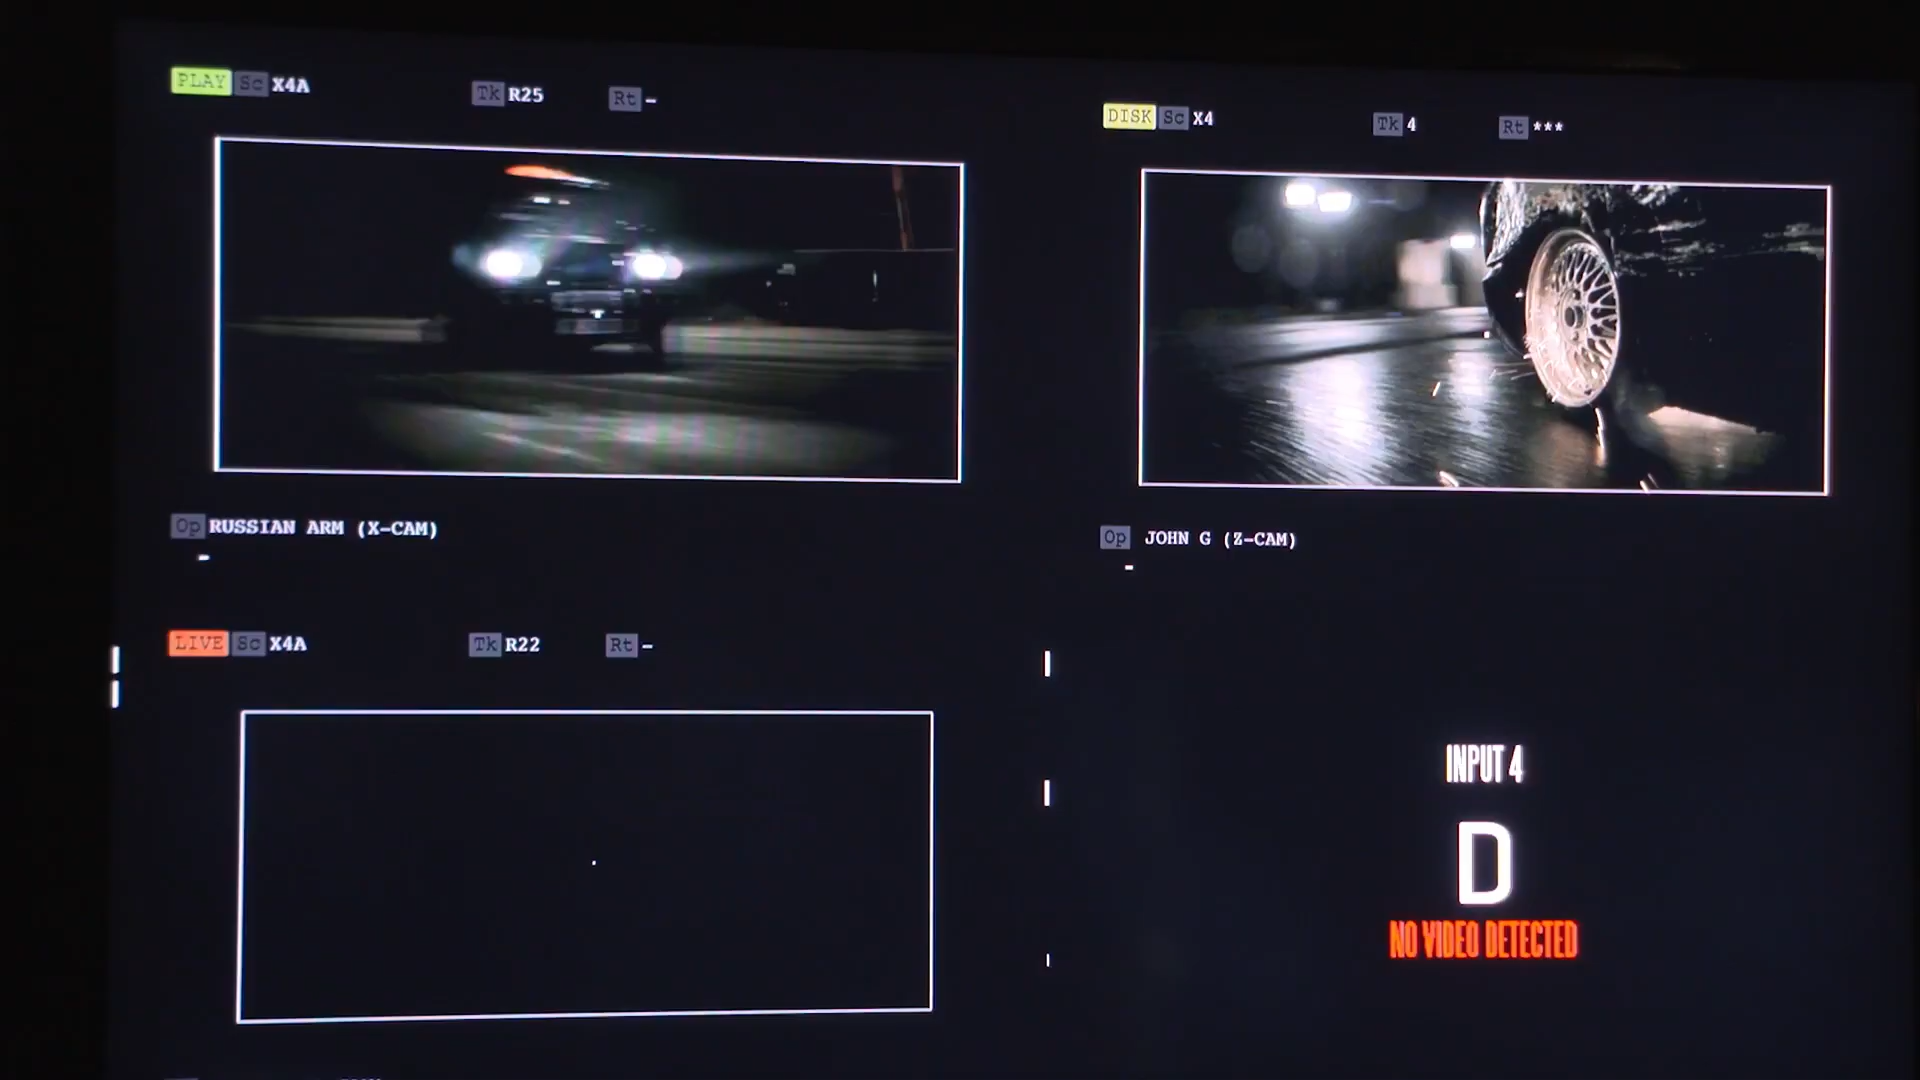 PLAY Sc X4A Tk R25 Rt -
DISK Sc X4 Tk 4 Rt ***
Op RUSSIAN ARM (X-CAM)
-
Op JOHN G (Z-CAM)
-
LIVE Sc X4A Tk R22 Rt -
INPUT 4
D
NO VIDEO DETECTED